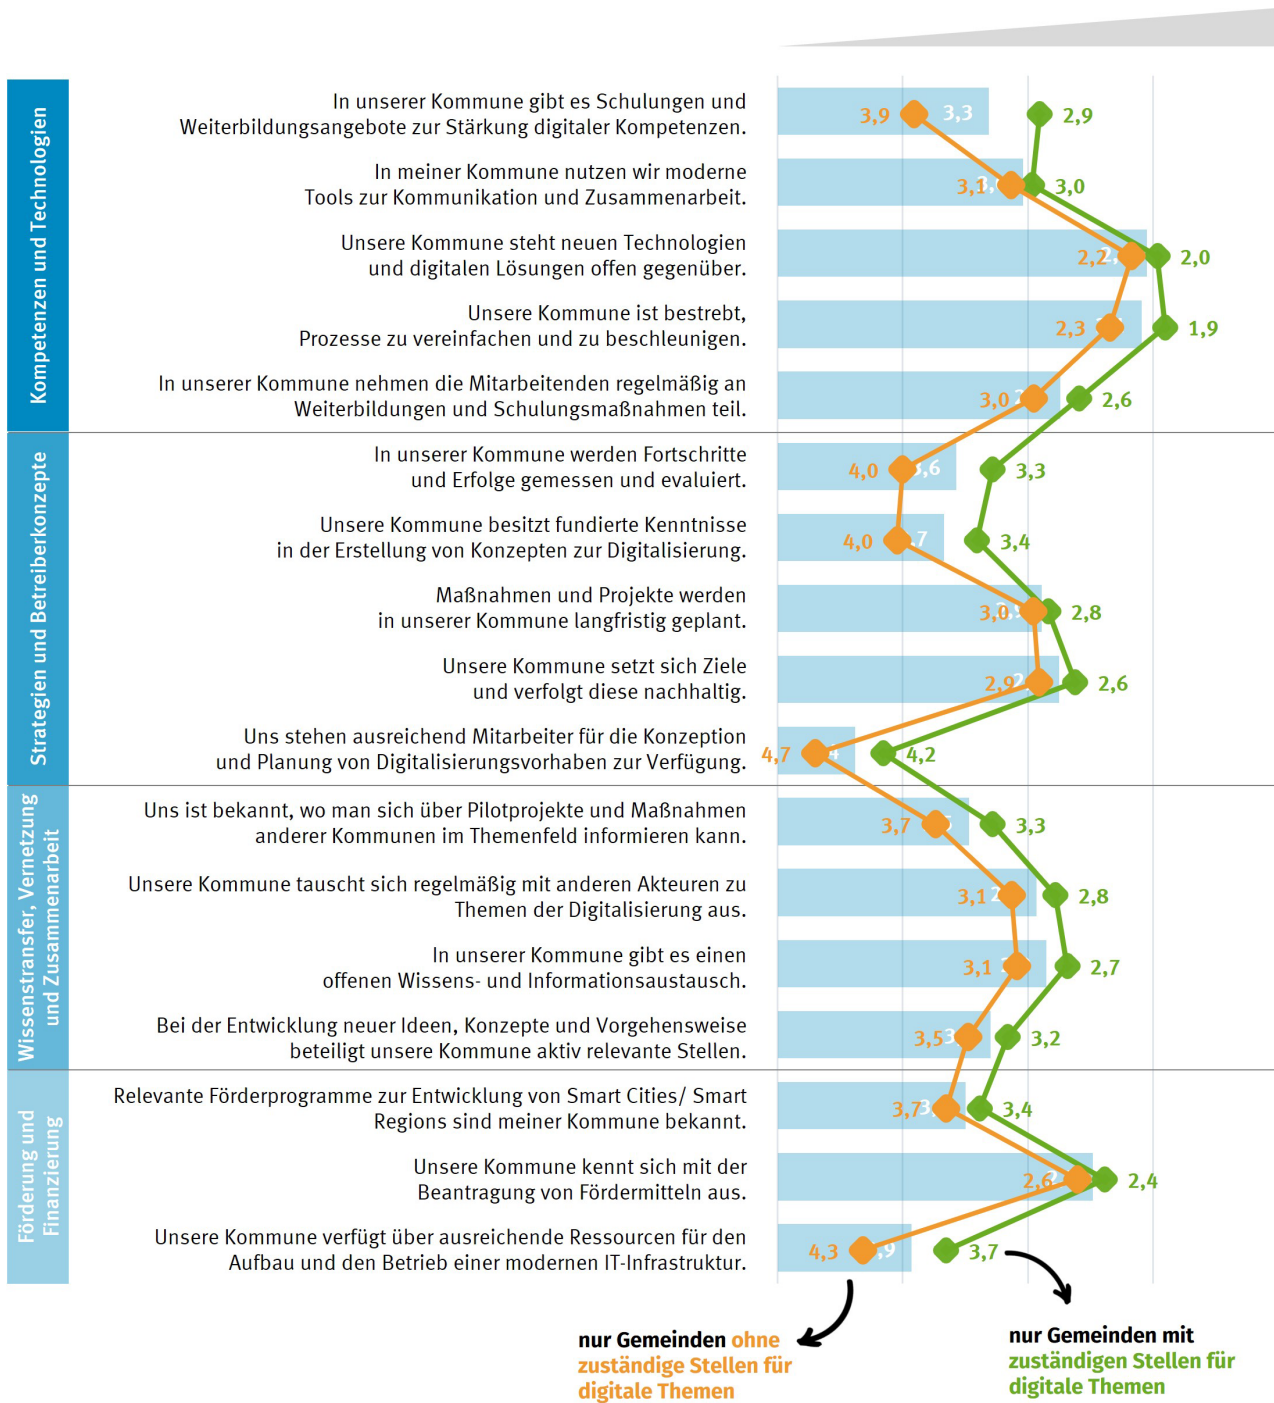 Kompetenzen und Technologien
In unserer Kommune gibt es Schulungen und
Weiterbildungsangebote zur Stärkung digitaler Kompetenzen.
3,9
3,3
2,9
In meiner Kommune nutzen wir moderne
Tools zur Kommunikation und Zusammenarbeit.
3,1
3,0
Unsere Kommune steht neuen Technologien
und digitalen Lösungen offen gegenüber.
2,2
2,0
Unsere Kommune ist bestrebt,
Prozesse zu vereinfachen und zu beschleunigen.
2,3
1,9
In unserer Kommune nehmen die Mitarbeitenden regelmäßig an
Weiterbildungen und Schulungsmaßnahmen teil.
3,0
2,6
Strategien und Betreiberkonzepte
In unserer Kommune werden Fortschritte
und Erfolge gemessen und evaluiert.
4,0
3,3
Unsere Kommune besitzt fundierte Kenntnisse
in der Erstellung von Konzepten zur Digitalisierung.
4,0
3,4
Maßnahmen und Projekte werden
in unserer Kommune langfristig geplant.
3,0
2,8
Unsere Kommune setzt sich Ziele
und verfolgt diese nachhaltig.
2,9
2,6
Uns stehen ausreichend Mitarbeiter für die Konzeption
und Planung von Digitalisierungsvorhaben zur Verfügung.
4,7
4,2
Wissenstransfer, Vernetzung
und Zusammenarbeit
Uns ist bekannt, wo man sich über Pilotprojekte und Maßnahmen
anderer Kommunen im Themenfeld informieren kann.
3,7
3,3
Unsere Kommune tauscht sich regelmäßig mit anderen Akteuren zu
Themen der Digitalisierung aus.
3,1
2,8
In unserer Kommune gibt es einen
offenen Wissens- und Informationsaustausch.
3,1
2,7
Bei der Entwicklung neuer Ideen, Konzepte und Vorgehensweise
beteiligt unsere Kommune aktiv relevante Stellen.
3,5
3,2
Förderung und
Finanzierung
Relevante Förderprogramme zur Entwicklung von Smart Cities/ Smart
Regions sind meiner Kommune bekannt.
3,7
3,4
Unsere Kommune kennt sich mit der
Beantragung von Fördermitteln aus.
2,6
2,4
Unsere Kommune verfügt über ausreichende Ressourcen für den
Aufbau und den Betrieb einer modernen IT-Infrastruktur.
4,3
3,7
nur Gemeinden ohne
zuständige Stellen für
digitale Themen
nur Gemeinden mit
zuständigen Stellen für
digitale Themen